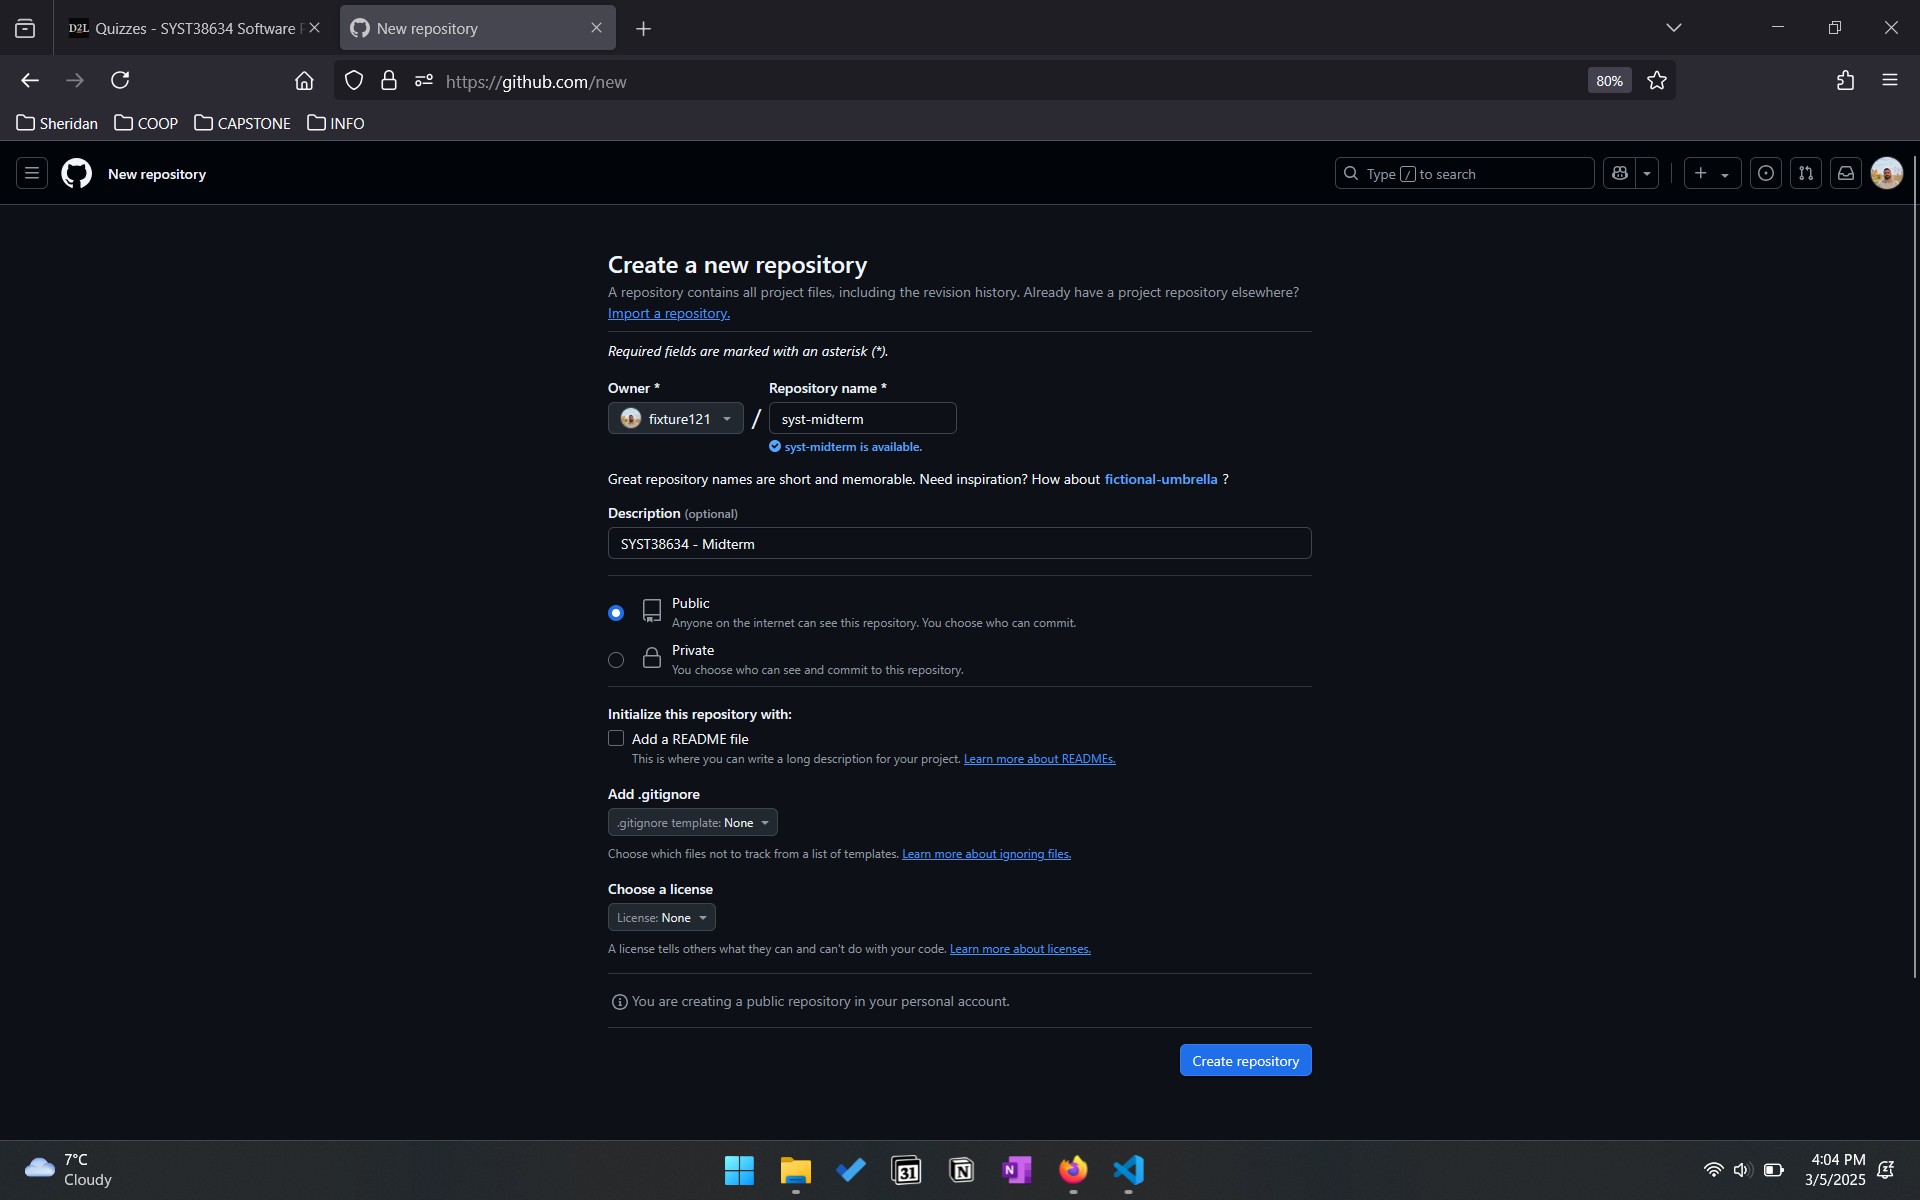 D2L Quizzes - SYST38634 Software
New repository
https://github.com/new
80%
Sheridan COOP CAPSTONE INFO
New repository
Type / to search
Create a new repository
A repository contains all project files, including the revision history. Already have a project repository elsewhere?
Import a repository.
Required fields are marked with an asterisk (*).
Owner * Repository name *
fixture121 / syst-midterm
syst-midterm is available.
Great repository names are short and memorable. Need inspiration? How about fictional-umbrella ?
Description (optional)
SYST38634 - Midterm
Public
Anyone on the internet can see this repository. You choose who can commit.
Private
You choose who can see and commit to this repository.
Initialize this repository with:
Add a README file
This is where you can write a long description for your project. Learn more about READMEs.
Add .gitignore
.gitignore template: None
Choose which files not to track from a list of templates. Learn more about ignoring files.
Choose a license
License: None
A license tells others what they can and can't do with your code. Learn more about licenses.
You are creating a public repository in your personal account.
Create repository
7°C
Cloudy
31
N
N
4:04 PM
3/5/2025